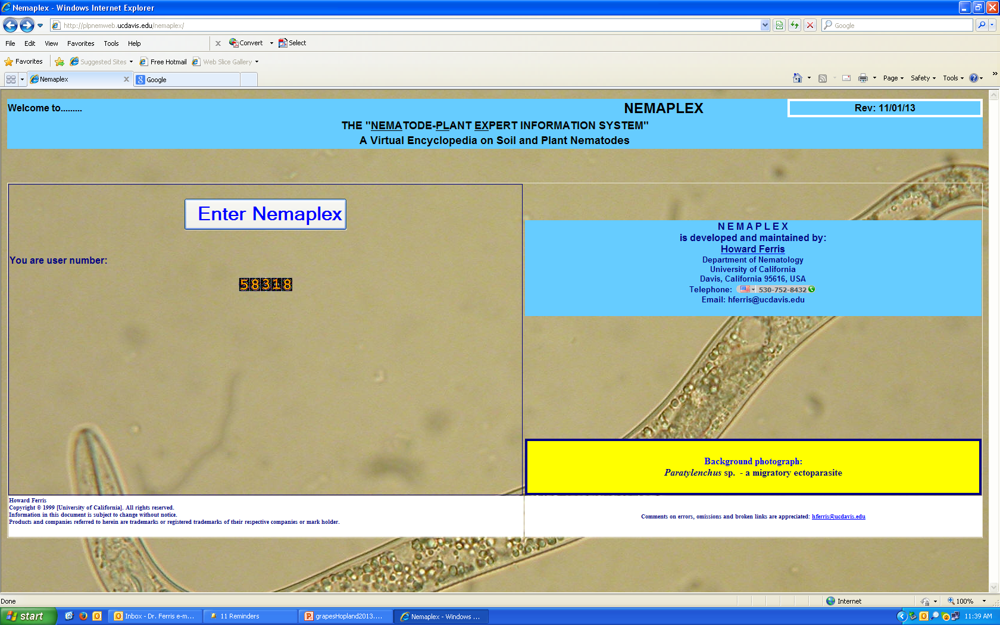 Nemaplex - Windows Internet Explorer
http://plpnemweb.ucdavis.edu/nemaplex/
Google
File Edit View Favorites Tools Help
x Convert Select
Favorites Suggested Sites Free Hotmail Web Slice Gallery
Nemaplex Google
Page Safety Tools
Welcome to......... NEMAPLEX Rev: 11/01/13
THE "NEMATODE-PLANT EXPERT INFORMATION SYSTEM"
A Virtual Encyclopedia on Soil and Plant Nematodes
Enter Nemaplex
You are user number:
58318
N E M A P L E X
is developed and maintained by:
Howard Ferris
Department of Nematology
University of California
Davis, California 95616, USA
Telephone: 530-752-8432
Email: hferris@ucdavis.edu
Background photograph:
Paratylenchus sp. - a migratory ectoparasite
Howard Ferris
Copyright © 1999 [University of California]. All rights reserved.
Information in this document is subject to change without notice.
Products and companies referred to herein are trademarks or registered trademarks of their respective companies or mark holder.
Comments on errors, omissions and broken links are appreciated: hferris@ucdavis.edu
Done Internet 100%
start Inbox - Dr. Ferris e-m... 11 Reminders grapesHopland2013.... Nemaplex - Windows ... 11:39 AM